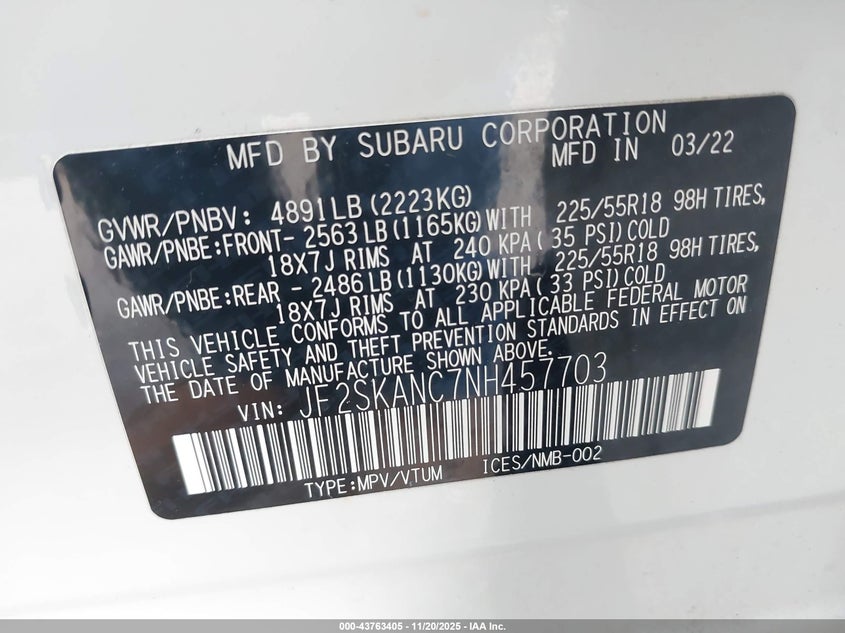 MFD BY SUBARU CORPORATION
MFD IN 03/22
GVWR/PNBV: 4891LB(2223KG)
GAWR/PNBE:FRONT- 2563LB(1165KG)WITH 225/55R18 98H TIRES,
18X7J RIMS AT 240 KPA( 35 PSI)COLD
GAWR/PNBE:REAR - 2486LB(1130KG)WITH 225/55R18 98H TIRES,
18X7J RIMS AT 230 KPA( 33 PSI)COLD
THIS VEHICLE CONFORMS TO ALL APPLICABLE FEDERAL MOTOR
VEHICLE SAFETY AND THEFT PREVENTION STANDARDS IN EFFECT ON
THE DATE OF MANUFACTURE SHOWN ABOVE.
VIN: JF2SKANC7NH457703
TYPE:MPV/VTUM ICES/NMB-002
000-43763405 - 11/20/2025 - IAA Inc.